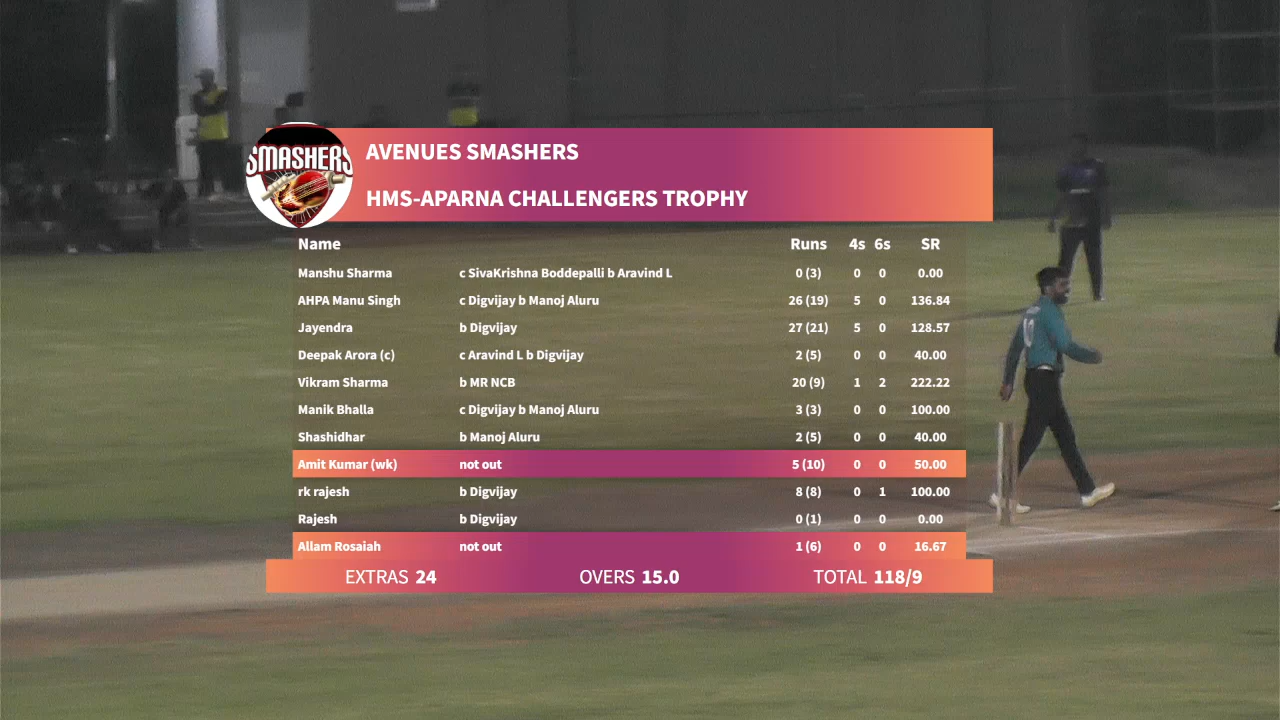 SMASHERS
AVENUES SMASHERS
HMS-APARNA CHALLENGERS TROPHY
Name Runs 4s 6s SR
Manshu Sharma c SivaKrishna Boddepalli b Aravind L 0 (3) 0 0 0.00
AHPA Manu Singh c Digvijay b Manoj Aluru 26 (19) 5 0 136.84
Jayendra b Digvijay 27 (21) 5 0 128.57
Deepak Arora (c) c Aravind L b Digvijay 2 (5) 0 0 40.00
Vikram Sharma b MR NCB 20 (9) 1 2 222.22
Manik Bhalla c Digvijay b Manoj Aluru 3 (3) 0 0 100.00
Shashidhar b Manoj Aluru 2 (5) 0 0 40.00
Amit Kumar (wk) not out 5 (10) 0 0 50.00
rk rajesh b Digvijay 8 (8) 0 1 100.00
Rajesh b Digvijay 0 (1) 0 0 0.00
Allam Rosaiah not out 1 (6) 0 0 16.67
EXTRAS 24 OVERS 15.0 TOTAL 118/9